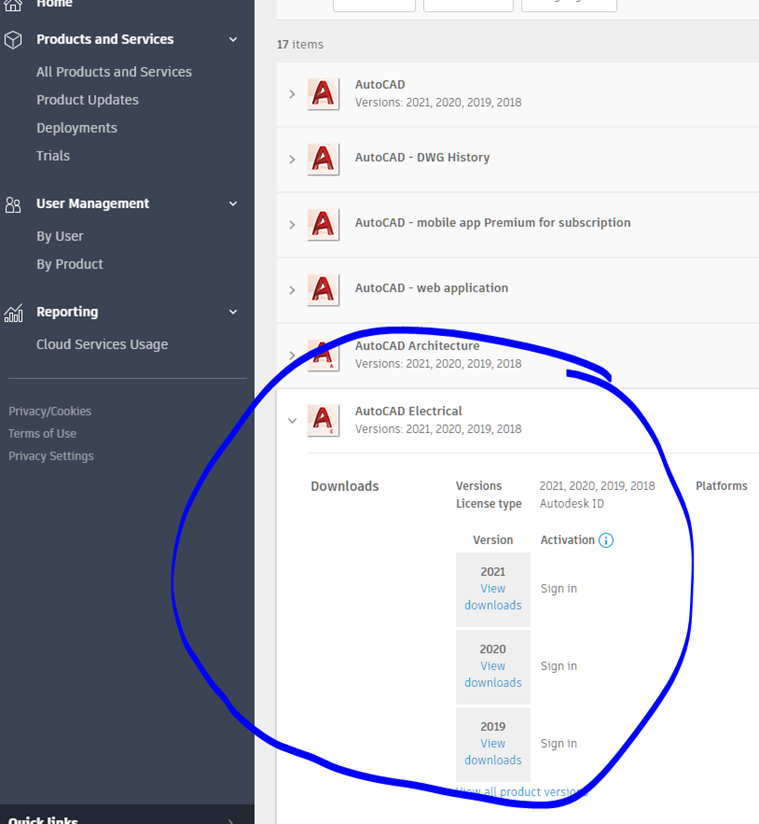 Home
Products and Services
All Products and Services
Product Updates
Deployments
Trials
User Management
By User
By Product
Reporting
Cloud Services Usage
Privacy/Cookies
Terms of Use
Privacy Settings
Quick links
17 items
AutoCAD
Versions: 2021, 2020, 2019, 2018
AutoCAD - DWG History
AutoCAD - mobile app Premium for subscription
AutoCAD - web application
AutoCAD Architecture
Versions: 2021, 2020, 2019, 2018
AutoCAD Electrical
Versions: 2021, 2020, 2019, 2018
Downloads
Versions 2021, 2020, 2019, 2018 Platforms
License type Autodesk ID
Version Activation
2021
View Sign in
downloads
2020
View Sign in
downloads
2019
View Sign in
downloads
View all product versions